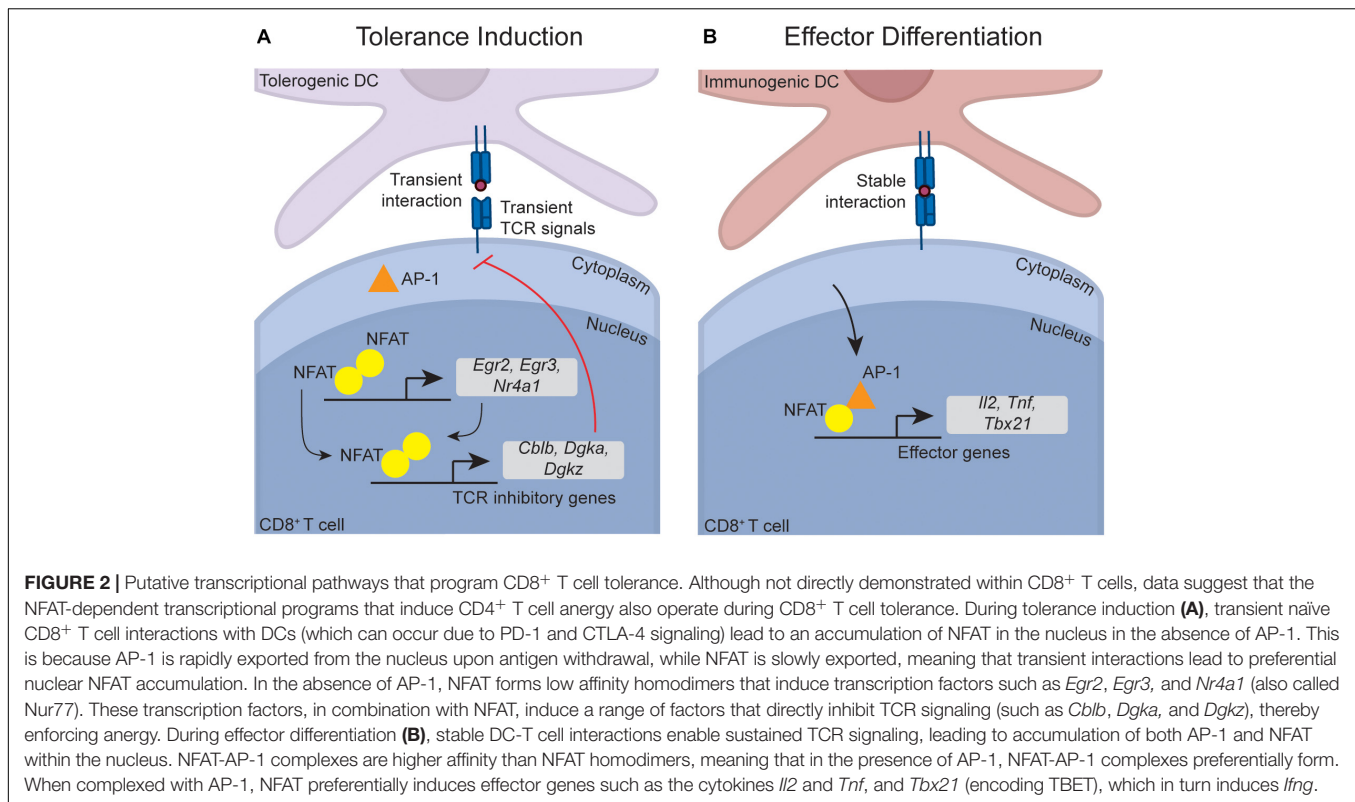 A Tolerance Induction
Tolerogenic DC
Transient
interaction
Transient
TCR signals
Cytoplasm
AP-1
Nucleus
NFAT
NFAT
Egr2, Egr3,
Nr4a1
NFAT
Cblb, Dgka,
Dgkz
TCR inhibitory genes
CD8+ T cell
B Effector Differentiation
Immunogenic DC
Stable
interaction
Cytoplasm
Nucleus
AP-1
NFAT
Il2, Tnf,
Tbx21
Effector genes
CD8+ T cell
FIGURE 2 | Putative transcriptional pathways that program CD8+ T cell tolerance. Although not directly demonstrated within CD8+ T cells, data suggest that the
NFAT-dependent transcriptional programs that induce CD4+ T cell anergy also operate during CD8+ T cell tolerance. During tolerance induction (A), transient naïve
CD8+ T cell interactions with DCs (which can occur due to PD-1 and CTLA-4 signaling) lead to an accumulation of NFAT in the nucleus in the absence of AP-1. This
is because AP-1 is rapidly exported from the nucleus upon antigen withdrawal, while NFAT is slowly exported, meaning that transient interactions lead to preferential
nuclear NFAT accumulation. In the absence of AP-1, NFAT forms low affinity homodimers that induce transcription factors such as Egr2, Egr3, and Nr4a1 (also called
Nur77). These transcription factors, in combination with NFAT, induce a range of factors that directly inhibit TCR signaling (such as Cblb, Dgka, and Dgkz), thereby
enforcing anergy. During effector differentiation (B), stable DC-T cell interactions enable sustained TCR signaling, leading to accumulation of both AP-1 and NFAT
within the nucleus. NFAT-AP-1 complexes are higher affinity than NFAT homodimers, meaning that in the presence of AP-1, NFAT-AP-1 complexes preferentially form.
When complexed with AP-1, NFAT preferentially induces effector genes such as the cytokines Il2 and Tnf, and Tbx21 (encoding TBET), which in turn induces Ifng.